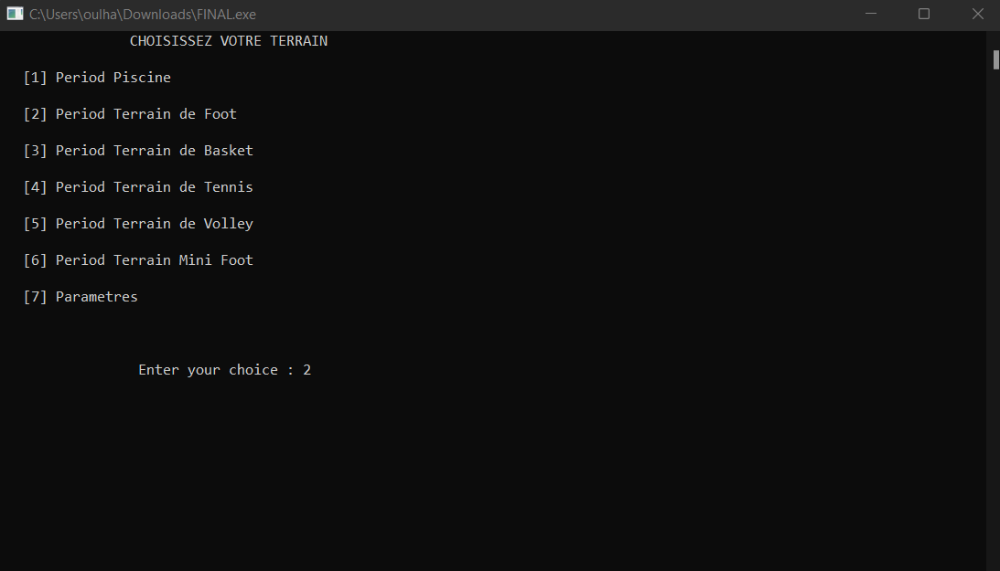 C:\Users\oulha\Downloads\FINAL.exe
CHOISISSEZ VOTRE TERRAIN
[1] Period Piscine
[2] Period Terrain de Foot
[3] Period Terrain de Basket
[4] Period Terrain de Tennis
[5] Period Terrain de Volley
[6] Period Terrain Mini Foot
[7] Parametres
Enter your choice : 2